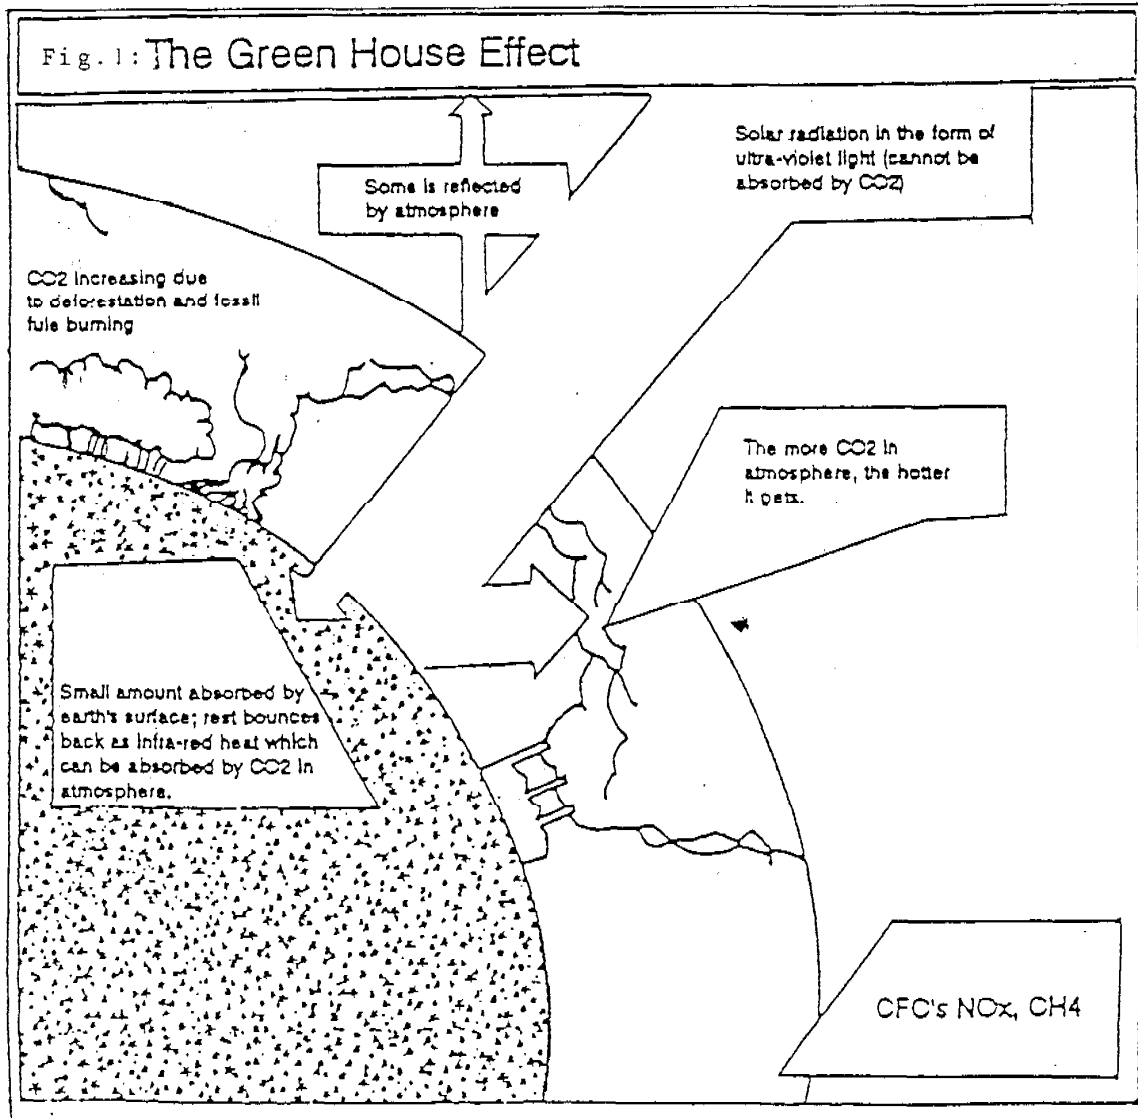 Fig.1: The Green House Effect
Solar radiation in the form of
ultra-violet light (cannot be
absorbed by CO2)
Some is reflected
by atmosphere
CO2 increasing due
to deforestation and fossil
fule burning
The more CO2 in
atmosphere, the hotter
it gets.
Small amount absorbed by
earth's surface; rest bounces
back as infra-red heat which
can be absorbed by CO2 in
atmosphere.
CFC's NOx, CH4